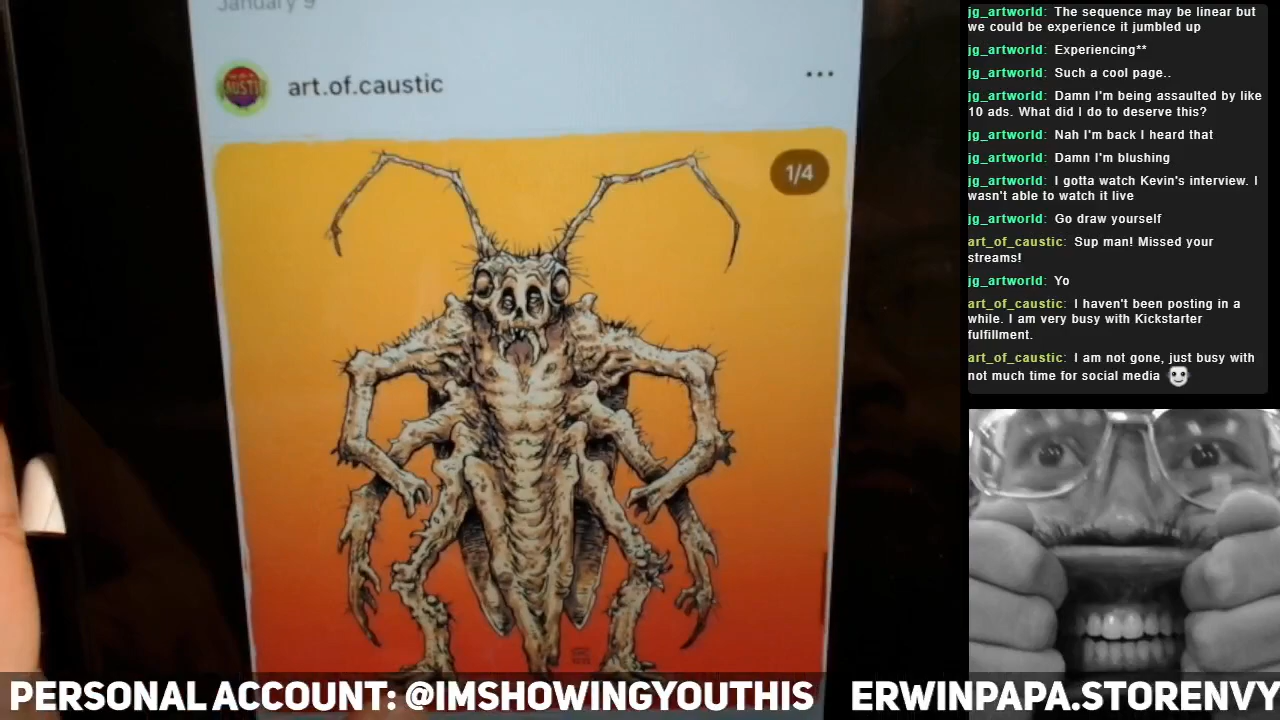 January 9
art.of.caustic
1/4
jg_artworld: The sequence may be linear but
we could be experience it jumbled up
jg_artworld: Experiencing**
jg_artworld: Such a cool page..
jg_artworld: Damn I'm being assaulted by like
10 ads. What did I do to deserve this?
jg_artworld: Nah I'm back I heard that
jg_artworld: Damn I'm blushing
jg_artworld: I gotta watch Kevin's interview. I
wasn't able to watch it live
jg_artworld: Go draw yourself
art_of_caustic: Sup man! Missed your
streams!
jg_artworld: Yo
art_of_caustic: I haven't been posting in a
while. I am very busy with Kickstarter
fulfillment.
art_of_caustic: I am not gone, just busy with
not much time for social media
PERSONAL ACCOUNT: @IMSHOWINGYOUTHIS
ERWINPAPA.STORENVY